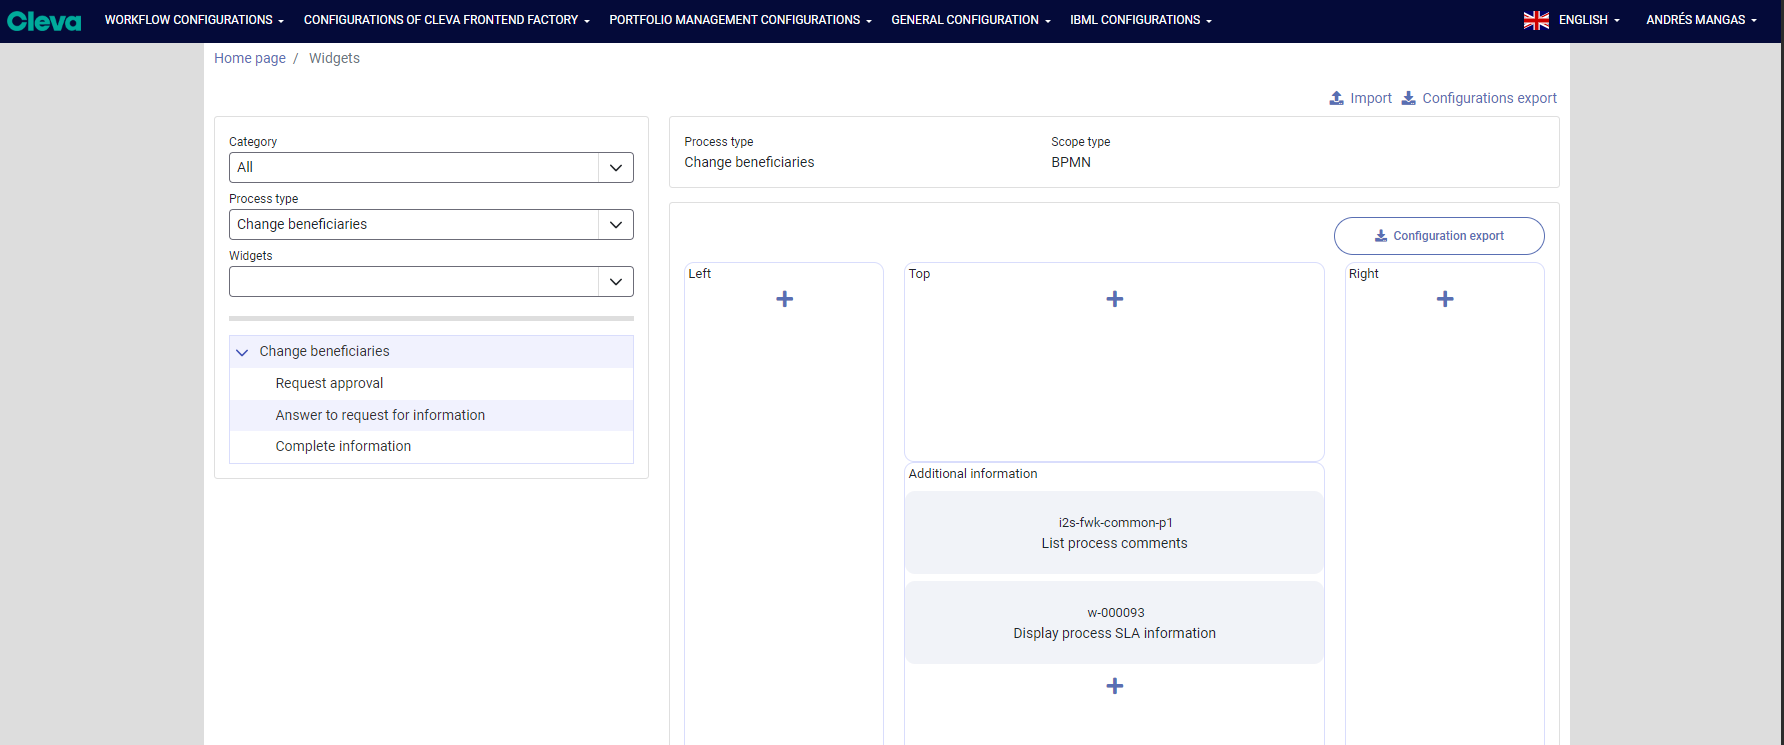 Cleva
WORKFLOW CONFIGURATIONS
CONFIGURATIONS OF CLEVA FRONTEND FACTORY
PORTFOLIO MANAGEMENT CONFIGURATIONS
GENERAL CONFIGURATION
IBML CONFIGURATIONS
ENGLISH
ANDRÉS MANGAS
Home page / Widgets
Import
Configurations export
Category
All
Process type
Change beneficiaries
Widgets
Change beneficiaries
Request approval
Answer to request for information
Complete information
Process type
Change beneficiaries
Scope type
BPMN
Configuration export
Left
Top
Right
Additional information
i2s-fwk-common-p1
List process comments
w-000093
Display process SLA information